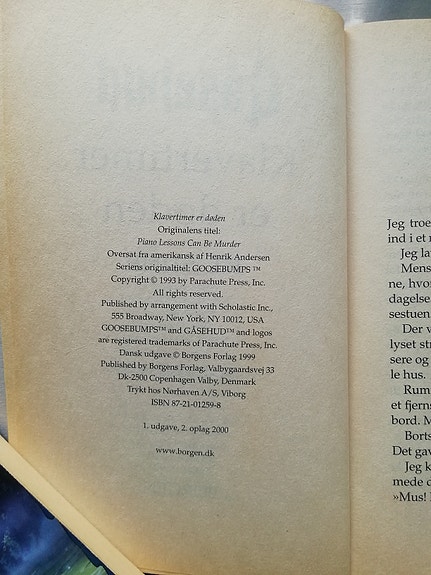 Klavertimer er døden
Originalens titel:
Piano Lessons Can Be Murder
Oversat fra amerikansk af Henrik Andersen
Seriens originaltitel: GOOSEBUMPS ™
Copyright © 1993 by Parachute Press, Inc.
All rights reserved.
Published by arrangement with Scholastic Inc.,
555 Broadway, New York, NY 10012, USA
GOOSEBUMPS™ and GÅSEHUD™ and logos
are registered trademarks of Parachute Press, Inc.
Dansk udgave © Borgens Forlag 1999
Published by Borgens Forlag, Valbygaardsvej 33
Dk-2500 Copenhagen Valby, Denmark
Trykt hos Nørhaven A/S, Viborg
ISBN 87-21-01259-8
1. udgave, 2. oplag 2000
www.borgen.dk
Jeg troe
ind i et
Jeg la
Mens
ne, hvo
dagelse
sestuen
Der v
lyset str
sere og
le hus.
Rum
et fjerns
bord. M
Borts
Det gav
Jeg k
mede o
»Mus!